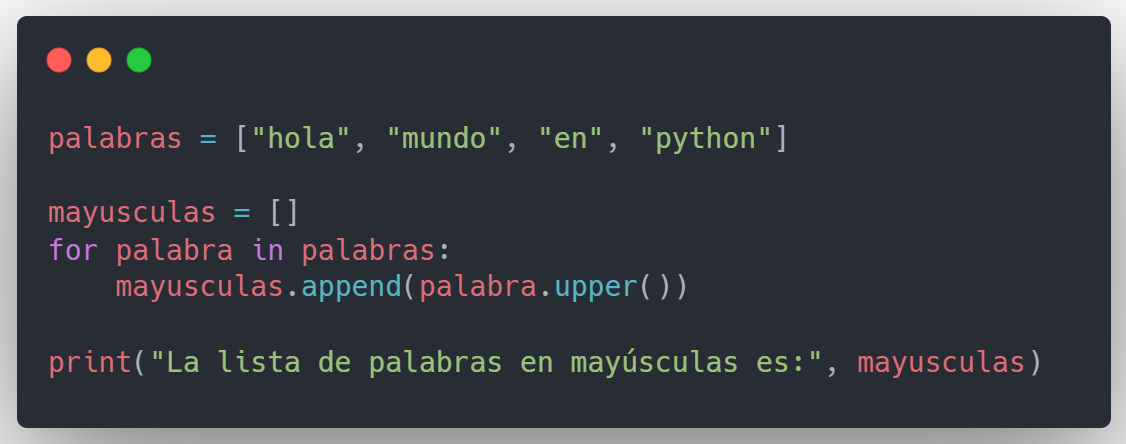 palabras = ["hola", "mundo", "en", "python"]
mayusculas = []
for palabra in palabras:
    mayusculas.append(palabra.upper())
print("La lista de palabras en mayúsculas es:", mayusculas)